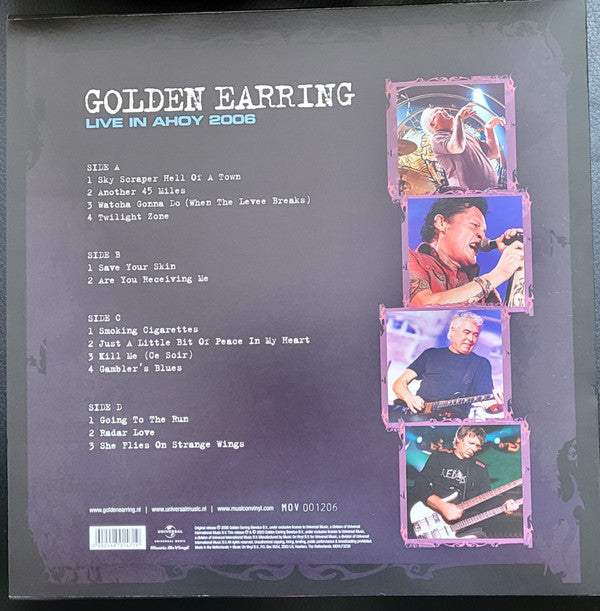 GOLDEN EARRING
LIVE IN AHOY 2006
SIDE A
1 Sky Scraper Hell Of A Town
2 Another 45 Miles
3 Watcha Gonna Do (When The Levee Breaks)
4 Twilight Zone
SIDE B
1 Save Your Skin
2 Are You Receiving Me
SIDE C
1 Smoking Cigarettes
2 Just A Little Bit Of Peace In My Heart
3 Kill Me (Ce Soir)
4 Gambler's Blues
SIDE D
1 Going To The Run
2 Radar Love
3 She Flies On Strange Wings
www.goldenearring.nl | www.universalmusic.nl | www.musiconvinyl.com MOV 001206
UNIVERSAL
Music On Vinyl